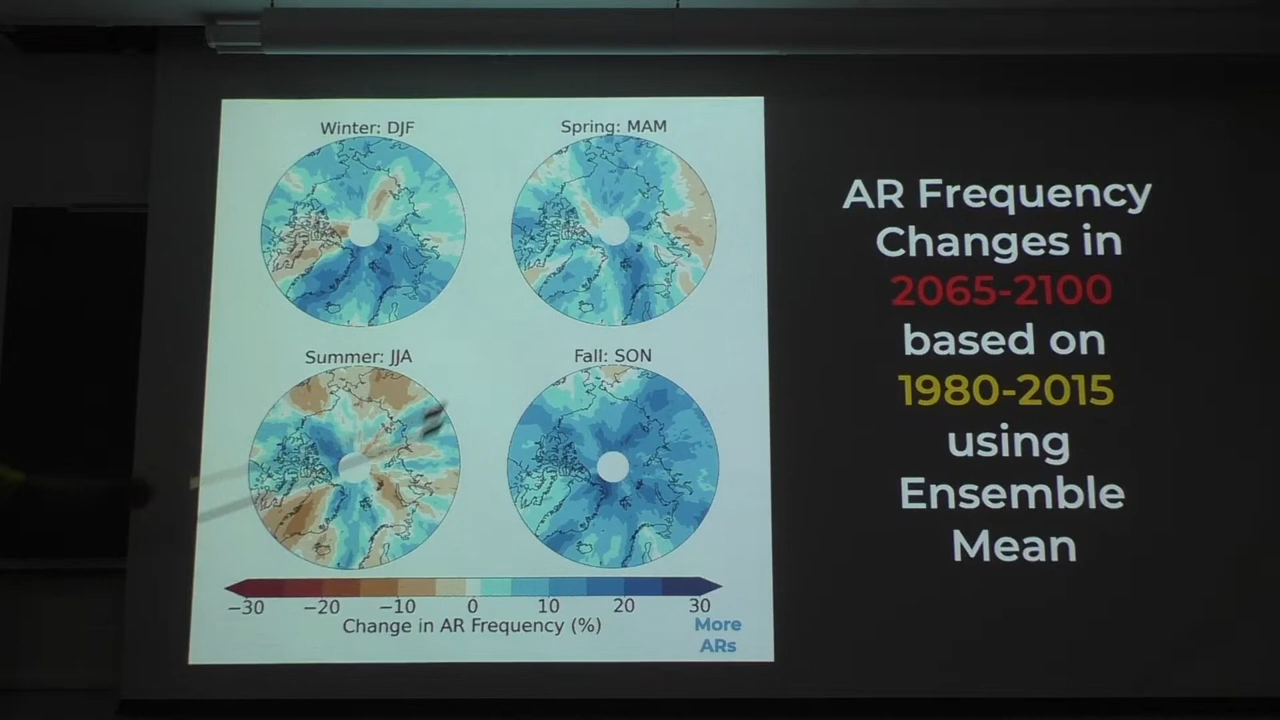 Winter: DJF
Spring: MAM
Summer: JJA
Fall: SON
−30 −20 −10 0 10 20 30
Change in AR Frequency (%)
More
ARs
AR Frequency
Changes in
2065-2100
based on
1980-2015
using
Ensemble
Mean